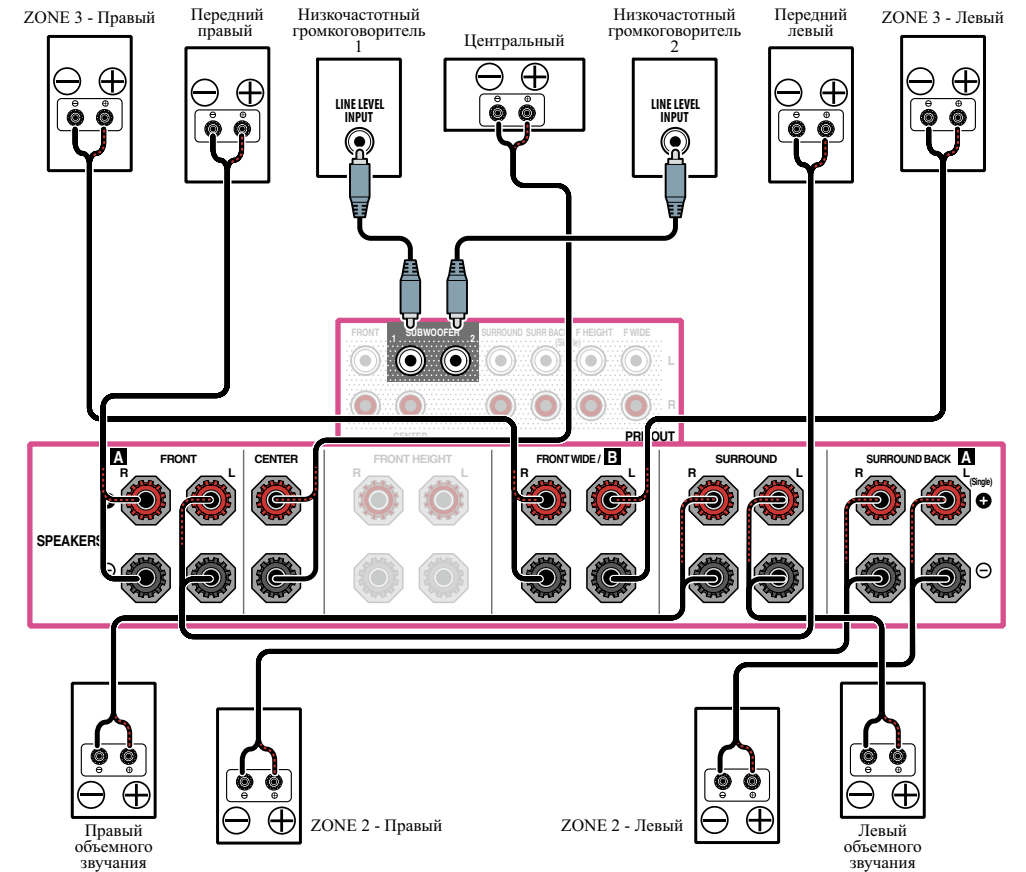 ZONE 3 - Правый
Передний
правый
Низкочастотный
громкоговоритель
1
Центральный
Низкочастотный
громкоговоритель
2
Передний
левый
ZONE 3 - Левый
LINE LEVEL
INPUT
LINE LEVEL
INPUT
FRONT
1 SUBWOOFER 2
SURROUND
SURR BACK
(Single)
F HEIGHT
F WIDE
L
R
CENTER
PRE OUT
A FRONT
R L
CENTER
FRONT HEIGHT
R L
FRONT WIDE / B
R L
SURROUND
R L
SURROUND BACK A
R L
(Single)
SPEAKERS
Правый
объемного
звучания
ZONE 2 - Правый
ZONE 2 - Левый
Левый
объемного
звучания